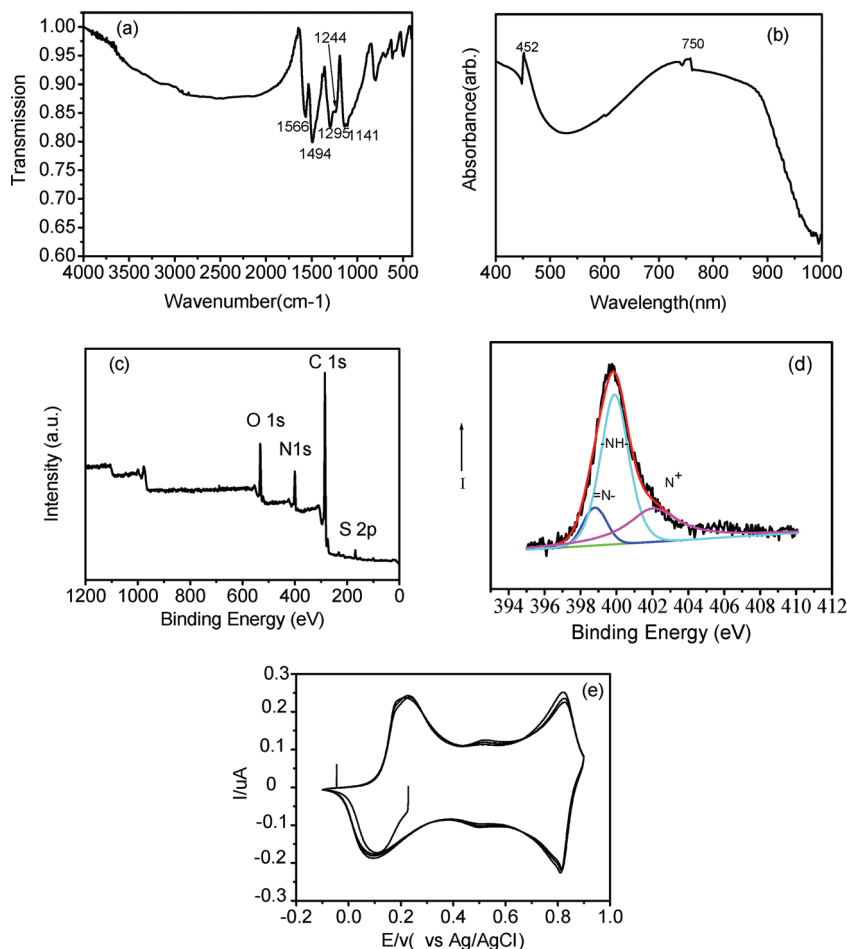 (a)
1.00
0.95
0.90
0.85
0.80
0.75
0.70
0.65
0.60
Transmission
1244
1566
1295
1141
1494
4000 3500 3000 2500 2000 1500 1000 500
Wavenumber(cm-1)
(b)
452
750
Absorbance(arb.)
400 500 600 700 800 900 1000
Wavelength(nm)
(c)
C 1s
O 1s
N1s
S 2p
Intensity (a.u.)
1200 1000 800 600 400 200 0
Binding Energy (eV)
(d)
-NH-
=N-
N+
I
394 396 398 400 402 404 406 408 410 412
Binding Energy (eV)
(e)
0.3
0.2
0.1
0
-0.1
-0.2
-0.3
I/uA
-0.2 0.0 0.2 0.4 0.6 0.8 1.0
E/v( vs Ag/AgCl)